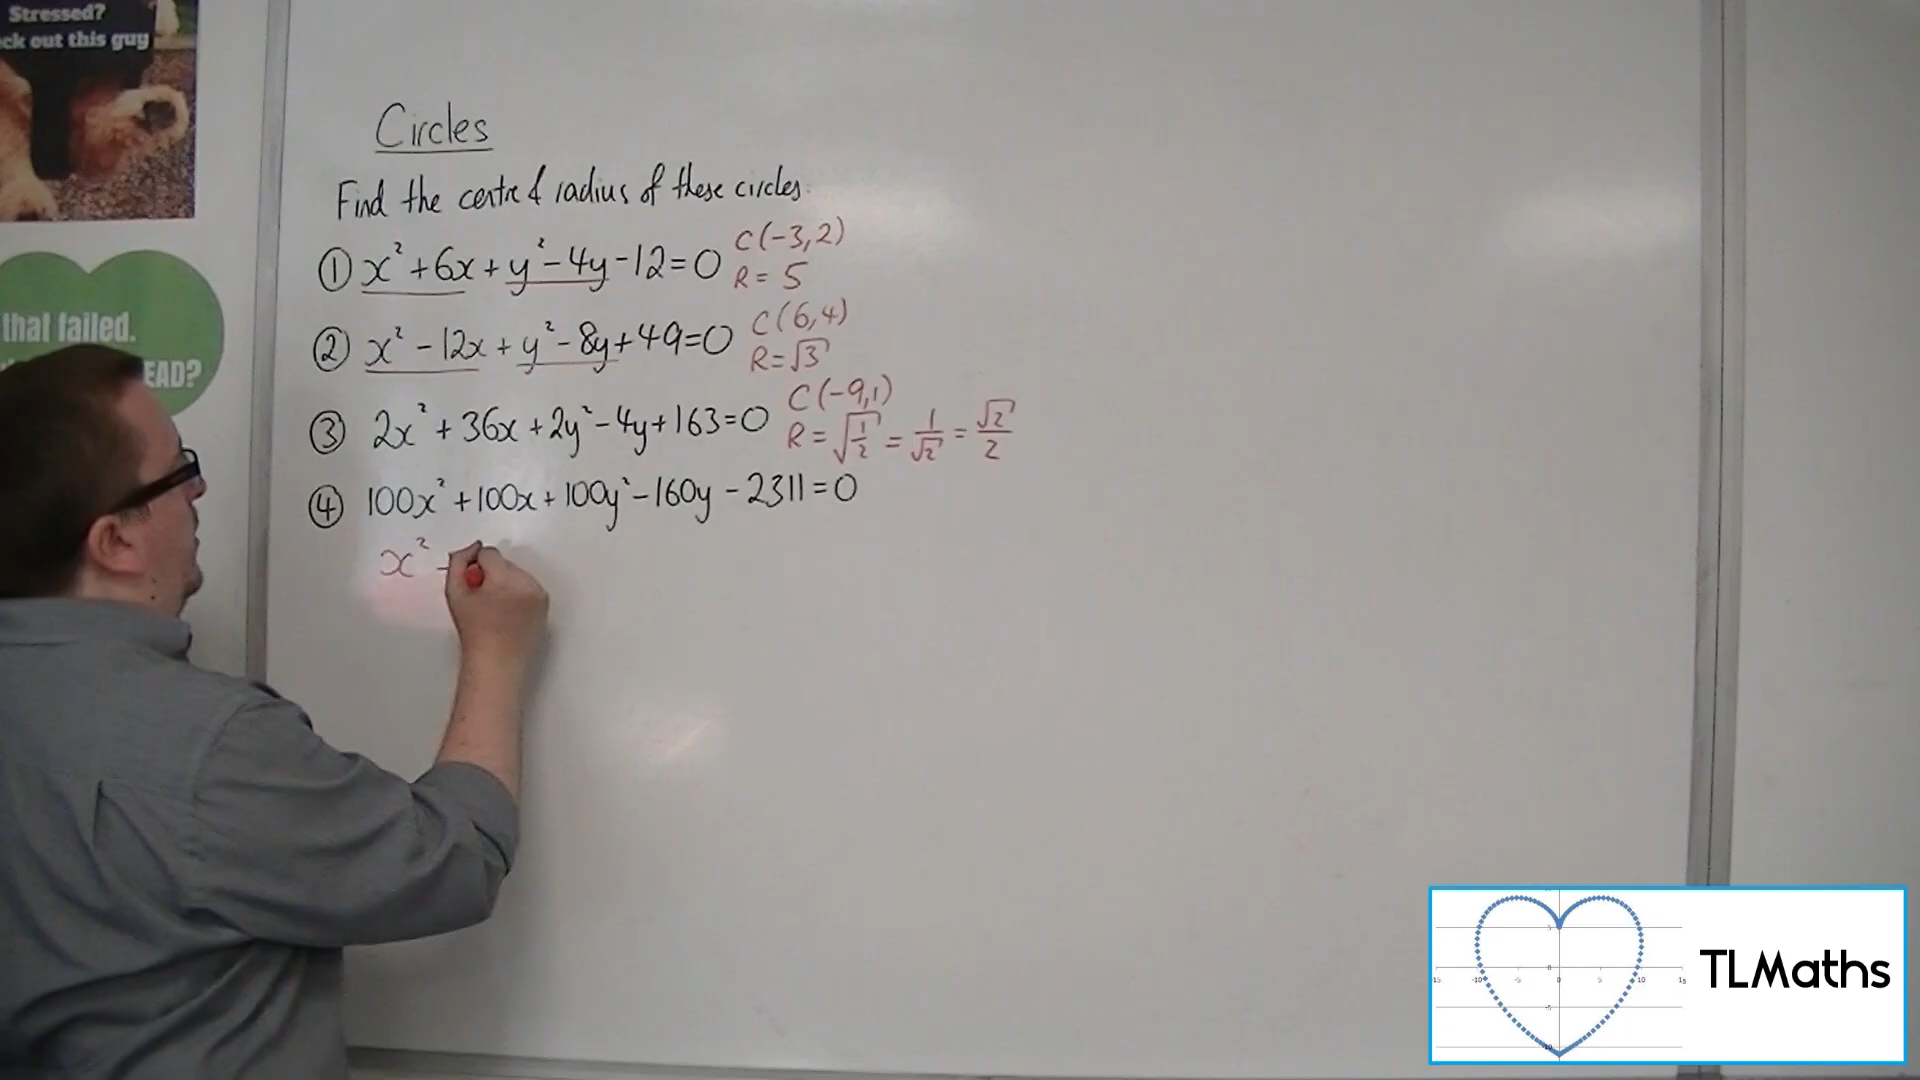 Stressed?
ck out this guy
that failed.
EAD?
Circles
Find the centre & radius of these circles.
① x² + 6x + y² - 4y - 12 = 0 C(-3,2)
R = 5
② x² - 12x + y² - 8y + 49 = 0 C(6,4)
R = √3
③ 2x² + 36x + 2y² - 4y + 163 = 0 C(-9,1)
R = √(1/2) = 1/√2 = √2/2
④ 100x² + 100x + 100y² - 160y - 2311 = 0
x²
TLMaths